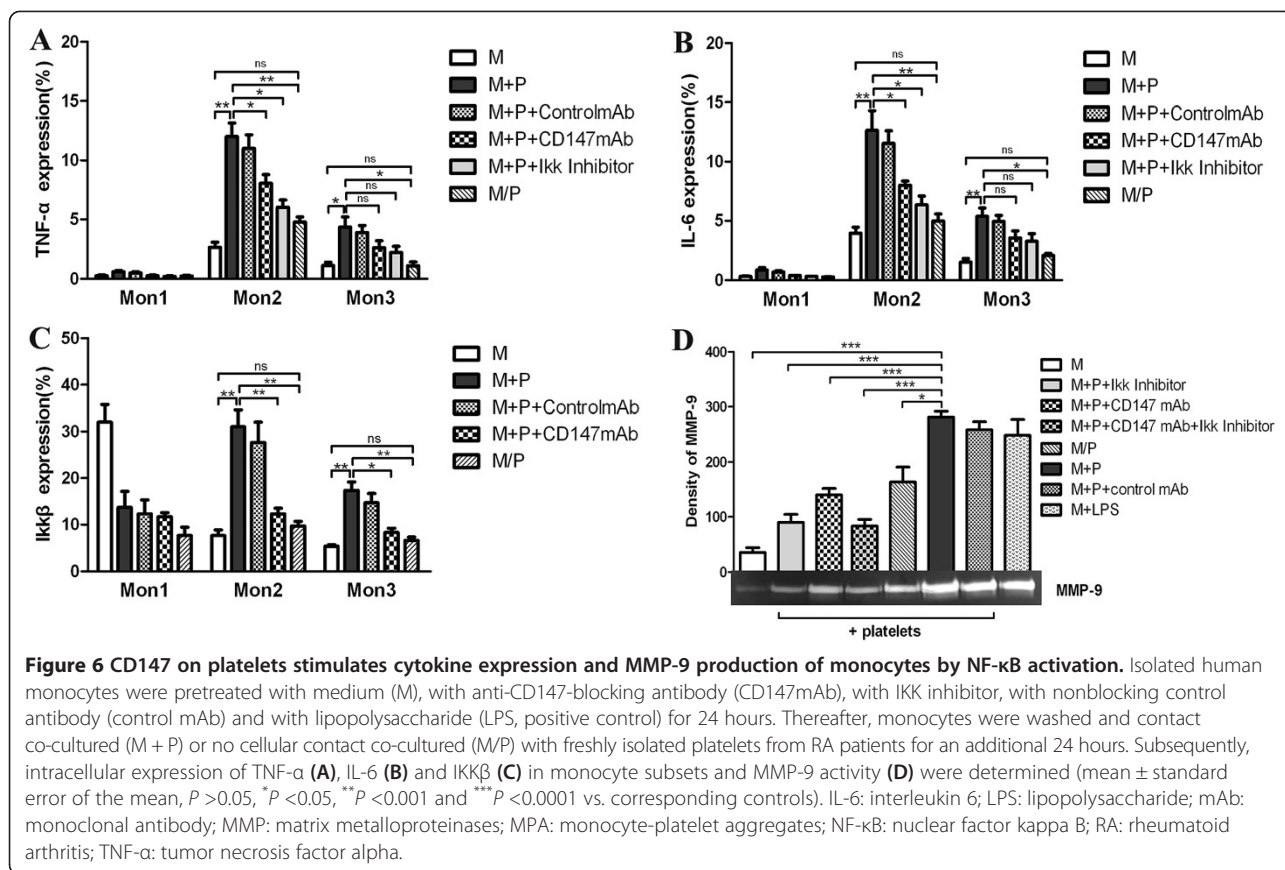 A
TNF-α expression(%)
20
15
10
5
0
ns
**
*
** *
ns
*
ns
* ns
Mon1 Mon2 Mon3
M
M+P
M+P+ControlmAb
M+P+CD147mAb
M+P+Ikk Inhibitor
M/P
B
IL-6 expression(%)
20
15
10
5
0
ns
**
*
** *
ns
*
ns
** ns
Mon1 Mon2 Mon3
M
M+P
M+P+ControlmAb
M+P+CD147mAb
M+P+Ikk Inhibitor
M/P
C
Ikkβ expression(%)
50
40
30
20
10
0
ns
**
** **
ns
**
** *
Mon1 Mon2 Mon3
M
M+P
M+P+ControlmAb
M+P+CD147mAb
M/P
D
Density of MMP-9
400
300
200
100
0
***
***
***
***
*
M
M+P+Ikk Inhibitor
M+P+CD147 mAb
M+P+CD147 mAb+Ikk Inhibitor
M/P
M+P
M+P+control mAb
M+LPS
MMP-9
+ platelets
Figure 6 CD147 on platelets stimulates cytokine expression and MMP-9 production of monocytes by NF-κB activation. Isolated human
monocytes were pretreated with medium (M), with anti-CD147-blocking antibody (CD147mAb), with IKK inhibitor, with nonblocking control
antibody (control mAb) and with lipopolysaccharide (LPS, positive control) for 24 hours. Thereafter, monocytes were washed and contact
co-cultured (M + P) or no cellular contact co-cultured (M/P) with freshly isolated platelets from RA patients for an additional 24 hours. Subsequently,
intracellular expression of TNF-α (A), IL-6 (B) and IKKβ (C) in monocyte subsets and MMP-9 activity (D) were determined (mean ± standard
error of the mean, P >0.05, *P <0.05, **P <0.001 and ***P <0.0001 vs. corresponding controls). IL-6: interleukin 6; LPS: lipopolysaccharide; mAb:
monoclonal antibody; MMP: matrix metalloproteinases; MPA: monocyte-platelet aggregates; NF-κB: nuclear factor kappa B; RA: rheumatoid
arthritis; TNF-α: tumor necrosis factor alpha.